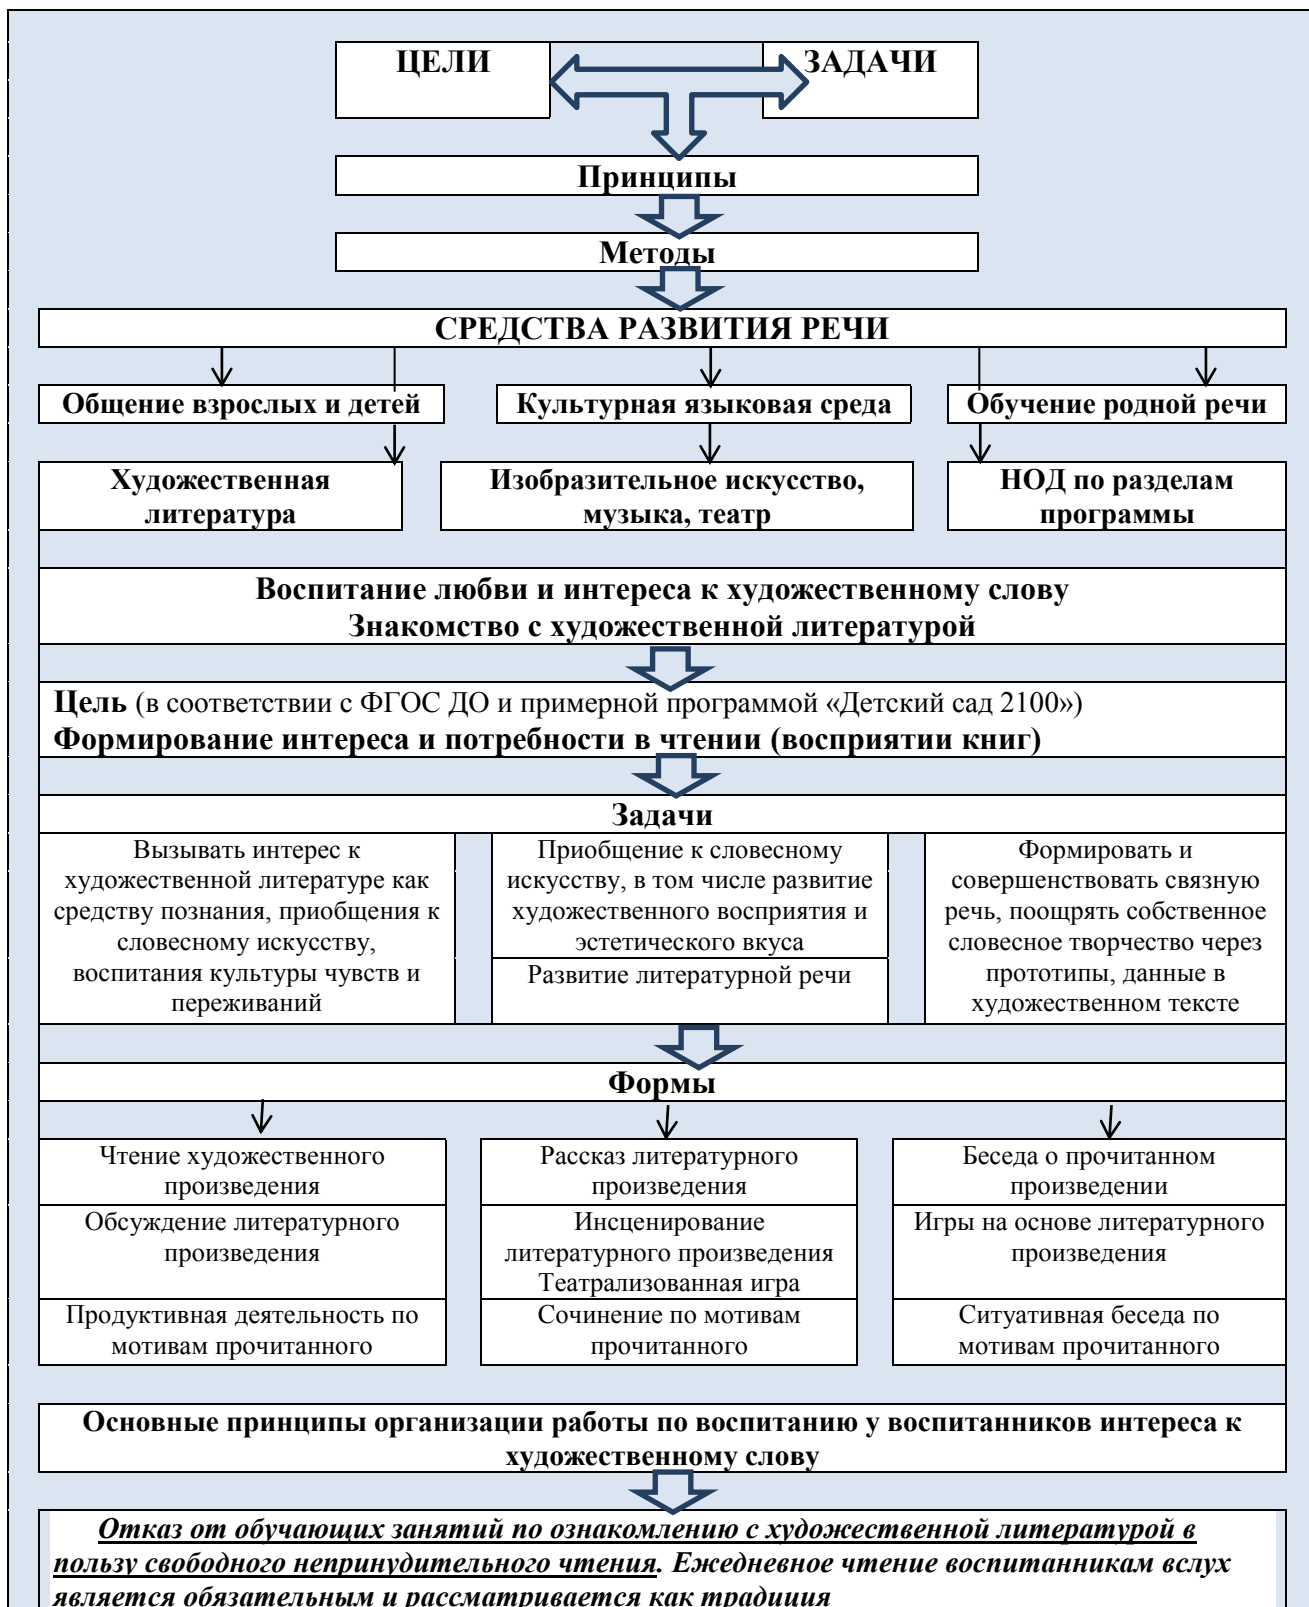 ЦЕЛИ
ЗАДАЧИ
Принципы
Методы
СРЕДСТВА РАЗВИТИЯ РЕЧИ
Общение взрослых и детей
Культурная языковая среда
Обучение родной речи
Художественная
литература
Изобразительное искусство,
музыка, театр
НОД по разделам
программы
Воспитание любви и интереса к художественному слову
Знакомство с художественной литературой
Цель (в соответствии с ФГОС ДО и примерной программой «Детский сад 2100»)
Формирование интереса и потребности в чтении (восприятии книг)
Задачи
Вызывать интерес к
художественной литературе как
средству познания, приобщения к
словесному искусству,
воспитания культуры чувств и
переживаний
Приобщение к словесному
искусству, в том числе развитие
художественного восприятия и
эстетического вкуса
Развитие литературной речи
Формировать и
совершенствовать связную
речь, поощрять собственное
словесное творчество через
прототипы, данные в
художественном тексте
Формы
Чтение художественного
произведения
Рассказ литературного
произведения
Беседа о прочитанном
произведении
Обсуждение литературного
произведения
Инсценирование
литературного произведения
Театрализованная игра
Игры на основе литературного
произведения
Продуктивная деятельность по
мотивам прочитанного
Сочинение по мотивам
прочитанного
Ситуативная беседа по
мотивам прочитанного
Основные принципы организации работы по воспитанию у воспитанников интереса к
художественному слову
Отказ от обучающих занятий по ознакомлению с художественной литературой в
пользу свободного непринудительного чтения. Ежедневное чтение воспитанникам вслух
является обязательным и рассматривается как традиция